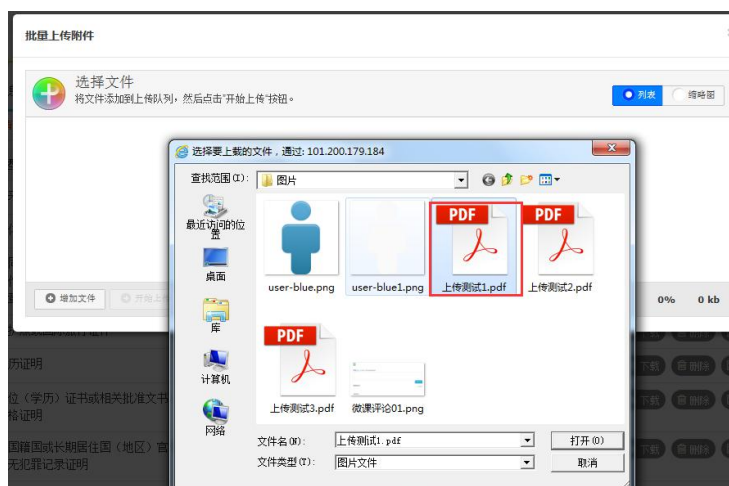 批量上传附件
选择文件
将文件添加到上传队列，然后点击“开始上传”按钮。
列表
缩略图
选择要上载的文件，通过: 101.200.179.184
查找范围(I):
图片
最近访问的位置
桌面
库
计算机
网络
PDF
PDF
user-blue.png
user-blue1.png
上传测试1.pdf
上传测试2.pdf
PDF
上传测试3.pdf
微课评论01.png
增加文件
开始上
0%
0 kb
文件名(N):
上传测试1.pdf
打开(O)
文件类型(T):
图片文件
取消
历证明
下载
删除
位（学历）证书或相关批准文书
格证明
下载
删除
国籍国或长期居住国（地区）官
无犯罪记录证明
下载
删除